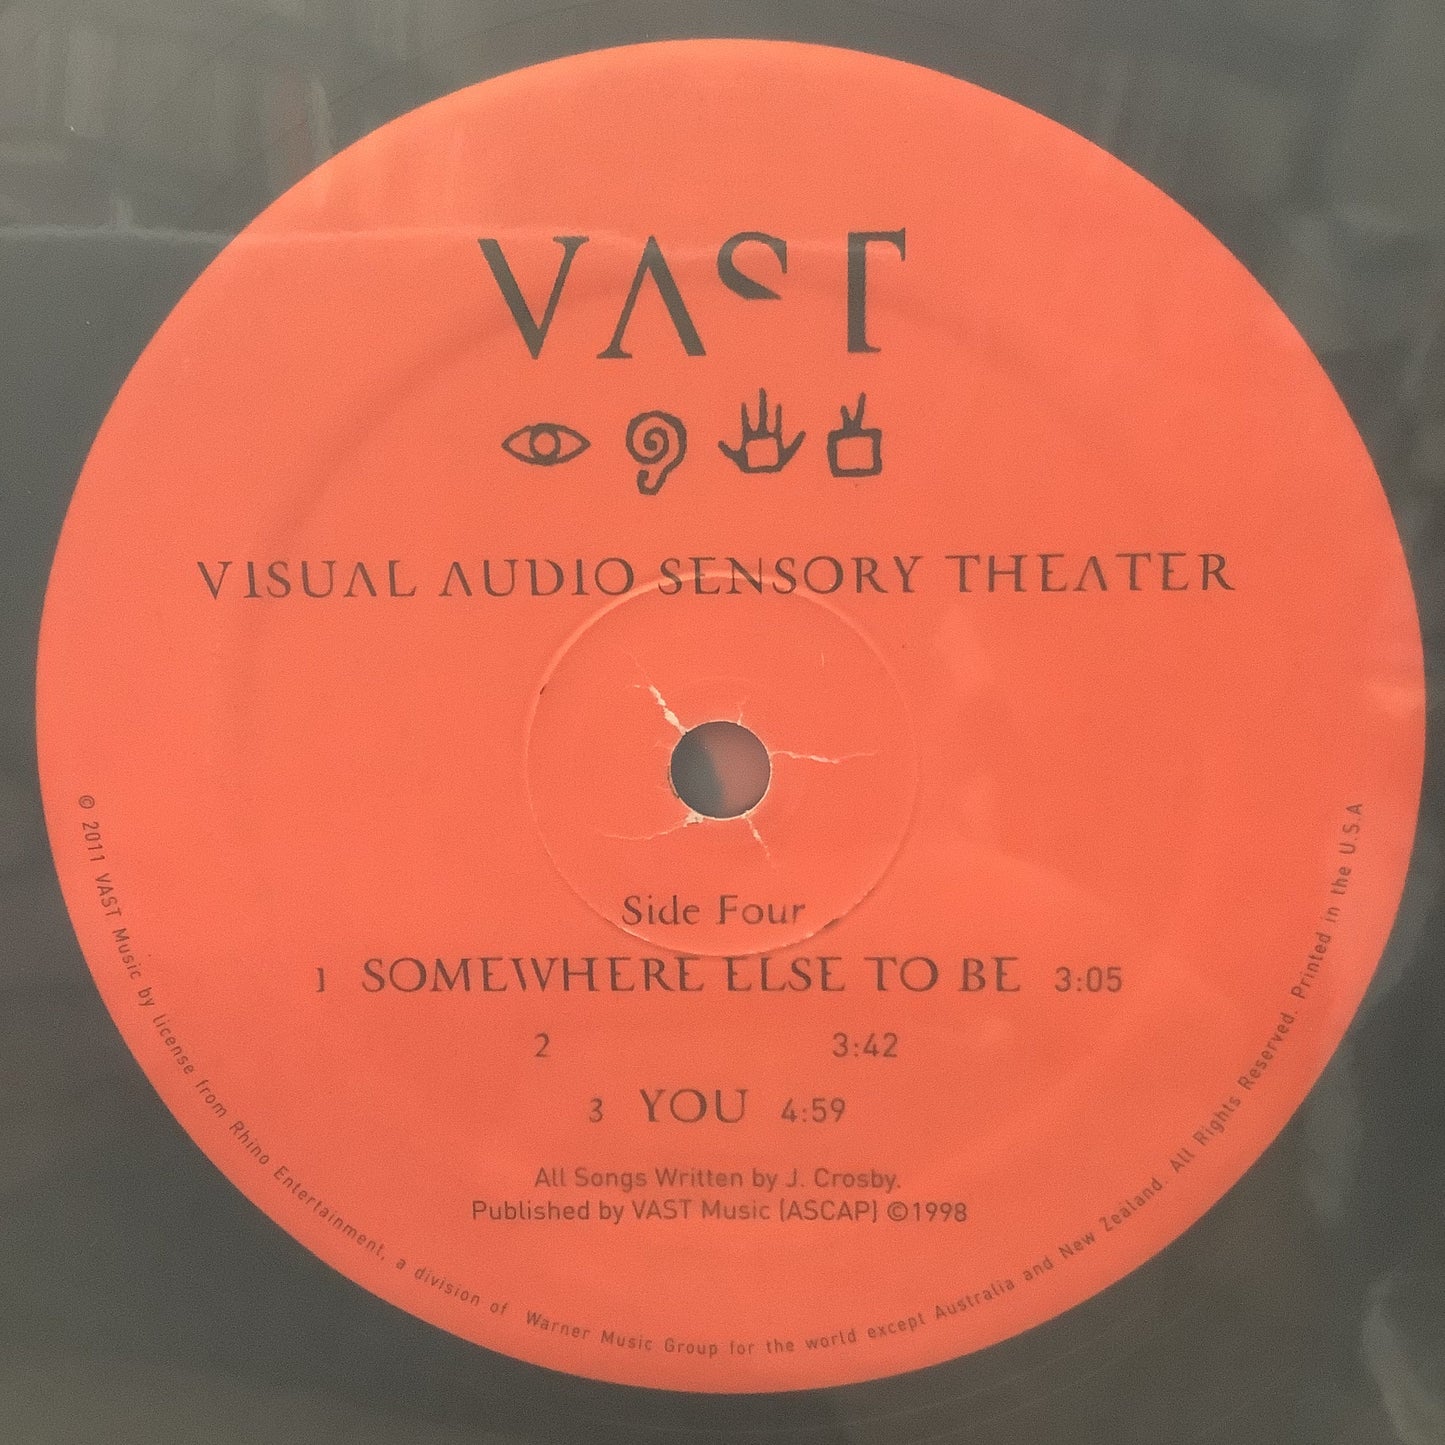 VAST
VISUAL AUDIO SENSORY THEATER
Side Four
1 SOMEWHERE ELSE TO BE 3:05
2 3:42
3 YOU 4:59
All Songs Written by J. Crosby.
Published by VAST Music (ASCAP) ©1998
© 2011 VAST Music by license from Rhino Entertainment, a division of Warner Music Group for the world except Australia and New Zealand. All Rights Reserved. Printed in the U.S.A